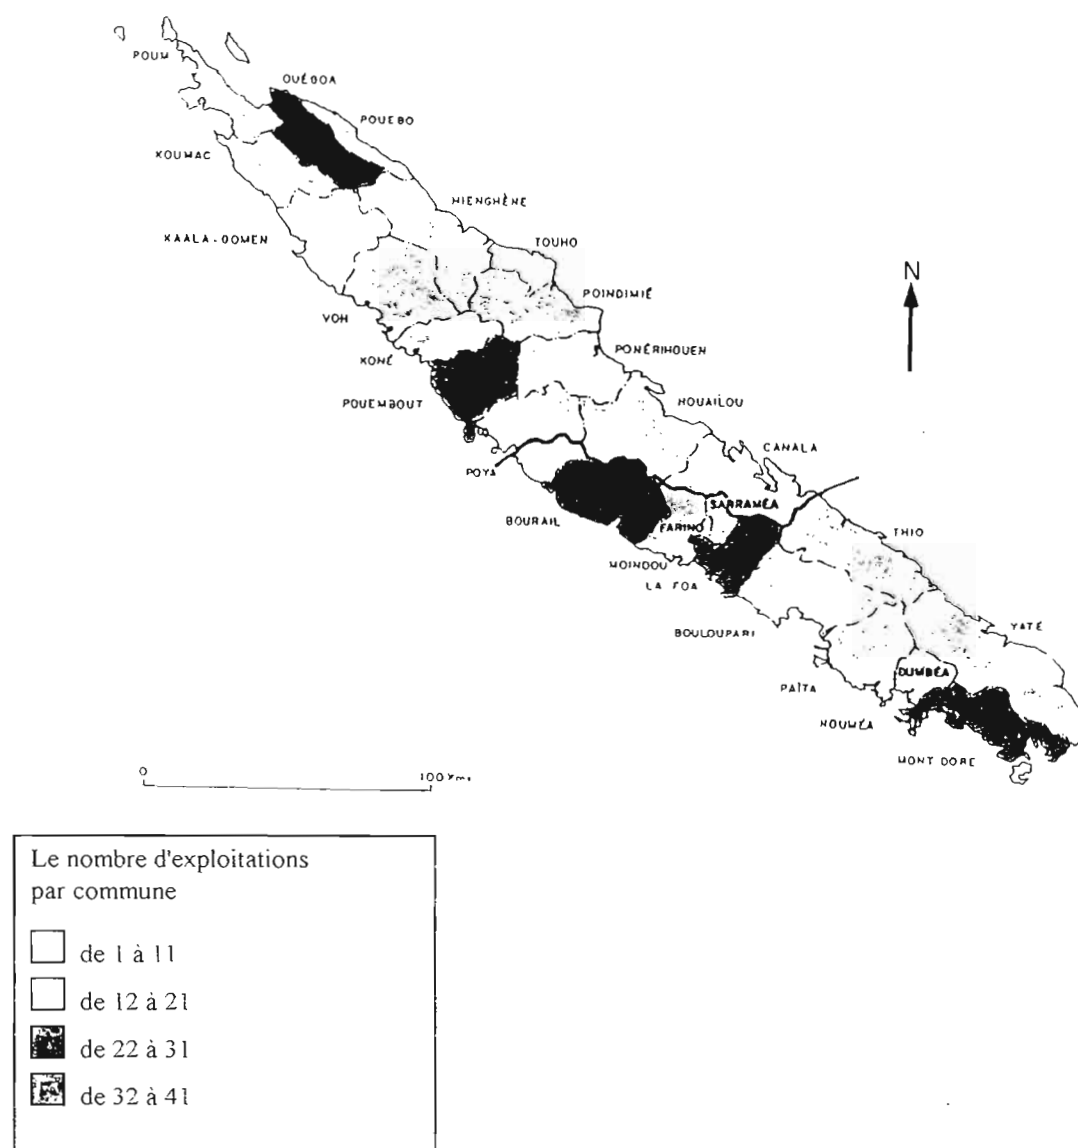 POUM
OUÉGOA
POUEBO
KOUMAC
HIENGHÈNE
KAALA-GOMEN
TOUHO
N
POINDIMIÉ
VOH
KONÉ
PONÉRIHOUEN
POUEMBOUT
HOUAÏLOU
CANALA
POYA
SARRAMÉA
BOURAIL
FARINO
THIO
MOINDOU
LA FOA
BOULOUPARI
YATÉ
DUMBÉA
PAÏTA
NOUMÉA
MONT DORE
0
100 Kms
Le nombre d'exploitations
par commune
de 1 à 11
de 12 à 21
de 22 à 31
de 32 à 41